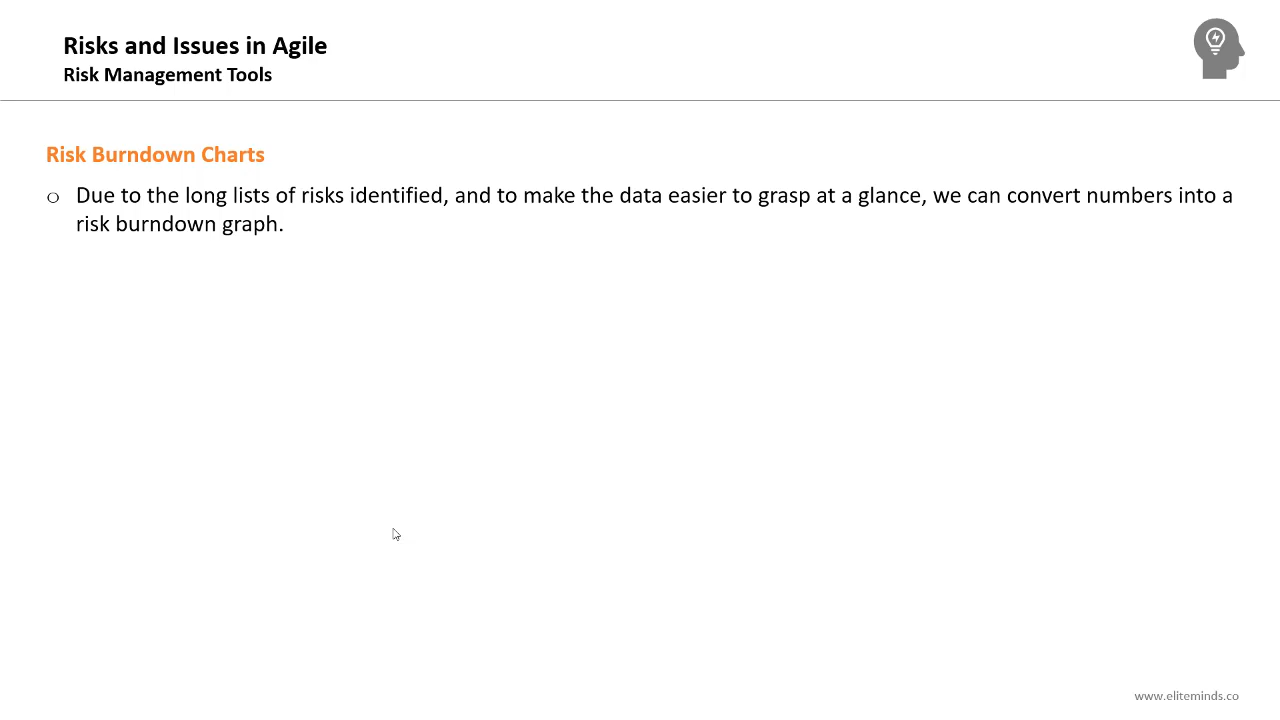 Risks and Issues in Agile
Risk Management Tools
Risk Burndown Charts
o Due to the long lists of risks identified, and to make the data easier to grasp at a glance, we can convert numbers into a
risk burndown graph.
www.eliteminds.co